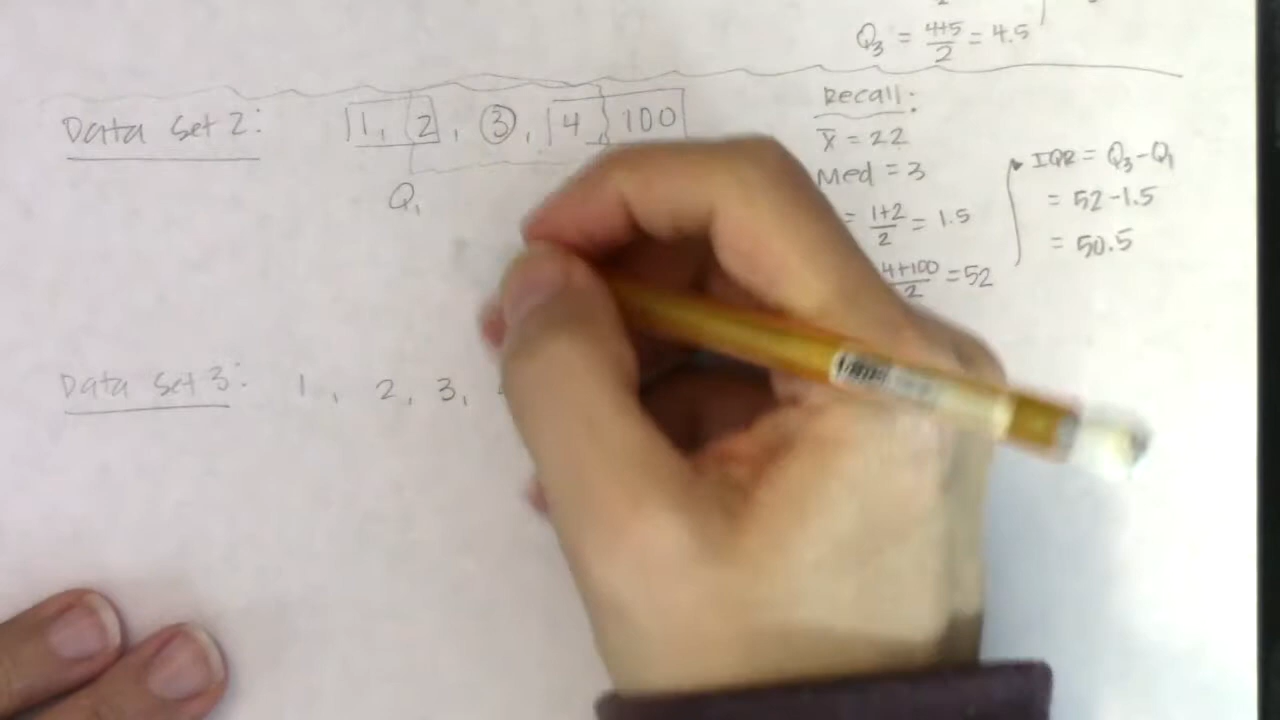 Q₃ = 4+5/2 = 4.5
Data Set 2: 1, 2, 3, 4, 100
Q₁
Recall:
x̄ = 22
Med = 3
= 1+2/2 = 1.5
4+100/2 = 52
IQR = Q₃-Q₁
= 52-1.5
= 50.5
Data Set 3: 1, 2, 3,